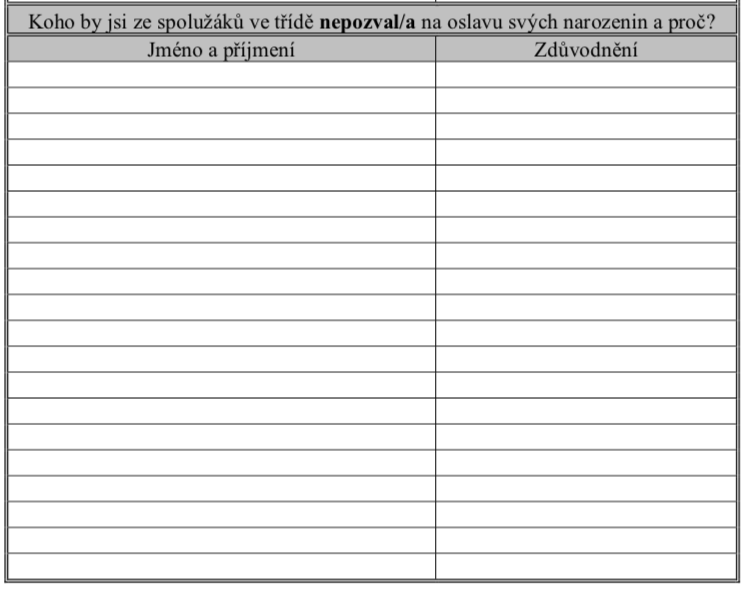 Koho by jsi ze spolužáků ve třídě nepozval/a na oslavu svých narozenin a proč?
Jméno a příjmení
Zdůvodnění